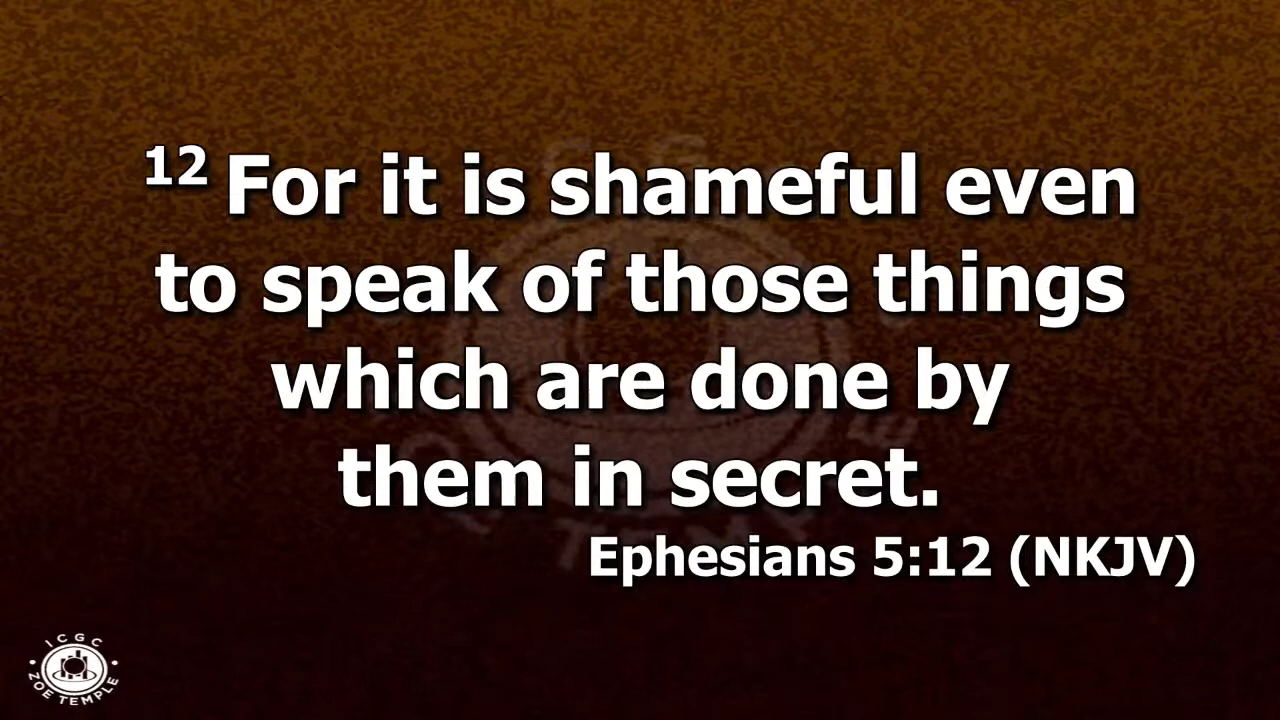 12 For it is shameful even
to speak of those things
which are done by
them in secret.
Ephesians 5:12 (NKJV)
ICGC
ZOE TEMPLE